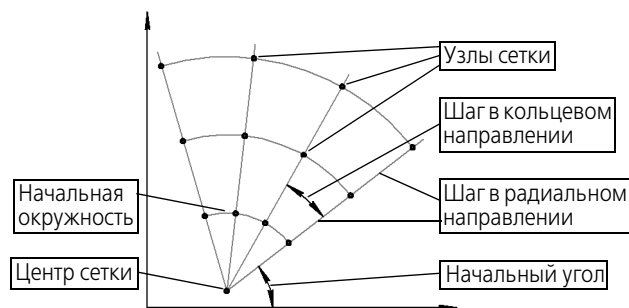 Узлы сетки
Шаг в кольцевом
направлении
Начальная
окружность
Шаг в радиальном
направлении
Центр сетки
Начальный угол